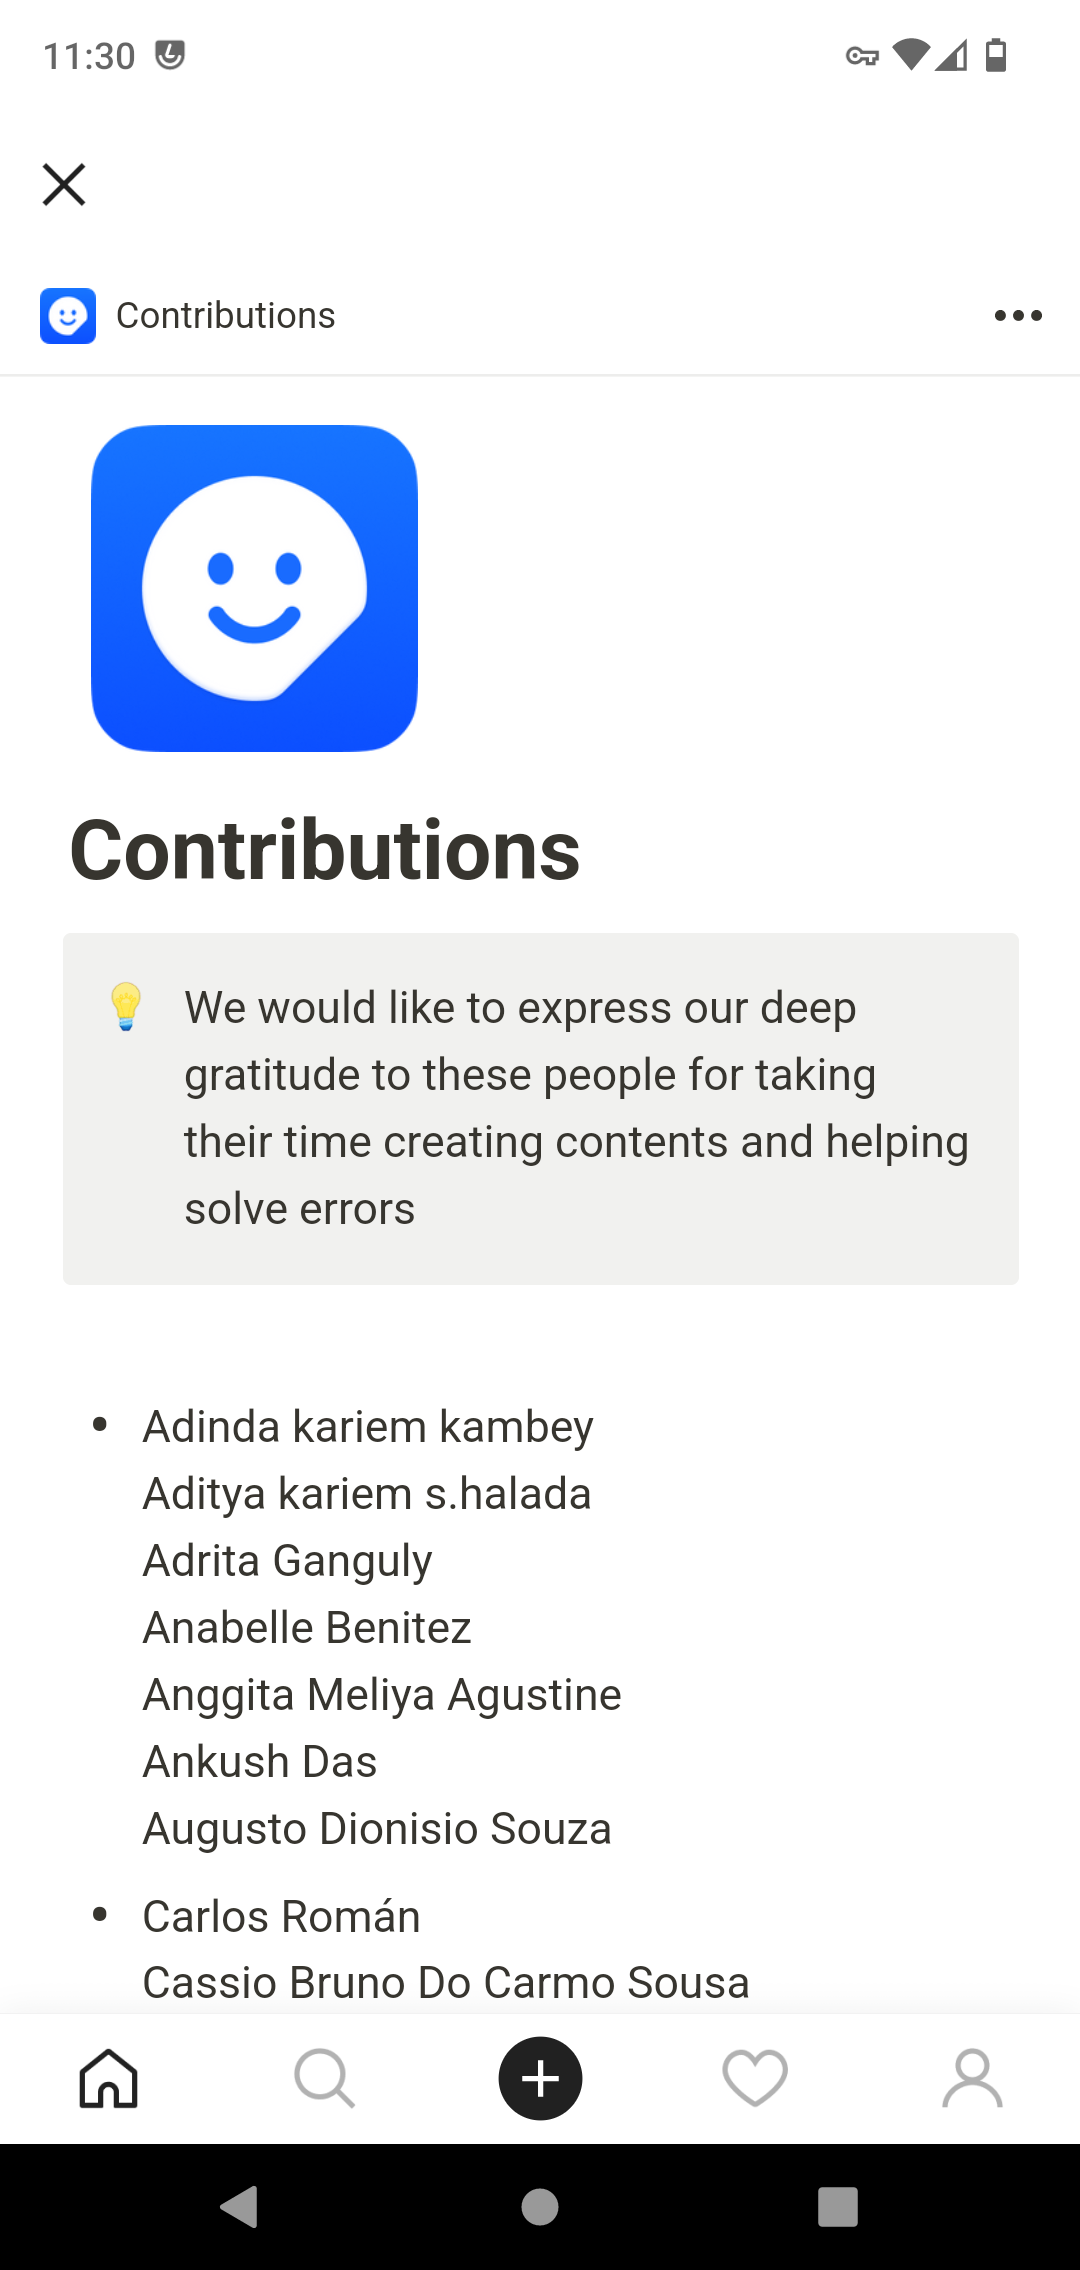 11:30
Contributions
Contributions
We would like to express our deep
gratitude to these people for taking
their time creating contents and helping
solve errors
Adinda kariem kambey
Aditya kariem s.halada
Adrita Ganguly
Anabelle Benitez
Anggita Meliya Agustine
Ankush Das
Augusto Dionisio Souza
Carlos Román
Cassio Bruno Do Carmo Sousa